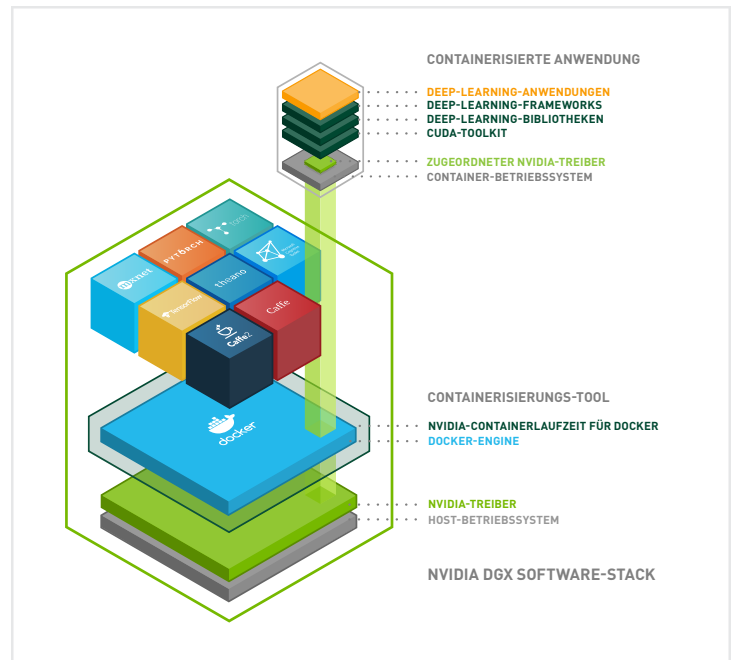 CONTAINERISIERTE ANWENDUNG
DEEP-LEARNING-ANWENDUNGEN
DEEP-LEARNING-FRAMEWORKS
DEEP-LEARNING-BIBLIOTHEKEN
CUDA-TOOLKIT
ZUGEORDNETER NVIDIA-TREIBER
CONTAINER-BETRIEBSSYSTEM
torch
PYTORCH
mxnet
theano
TensorFlow
Caffe
Caffe2
CONTAINERISIERUNGS-TOOL
NVIDIA-CONTAINERLAUFZEIT FÜR DOCKER
DOCKER-ENGINE
docker
NVIDIA-TREIBER
HOST-BETRIEBSSYSTEM
NVIDIA DGX SOFTWARE-STACK